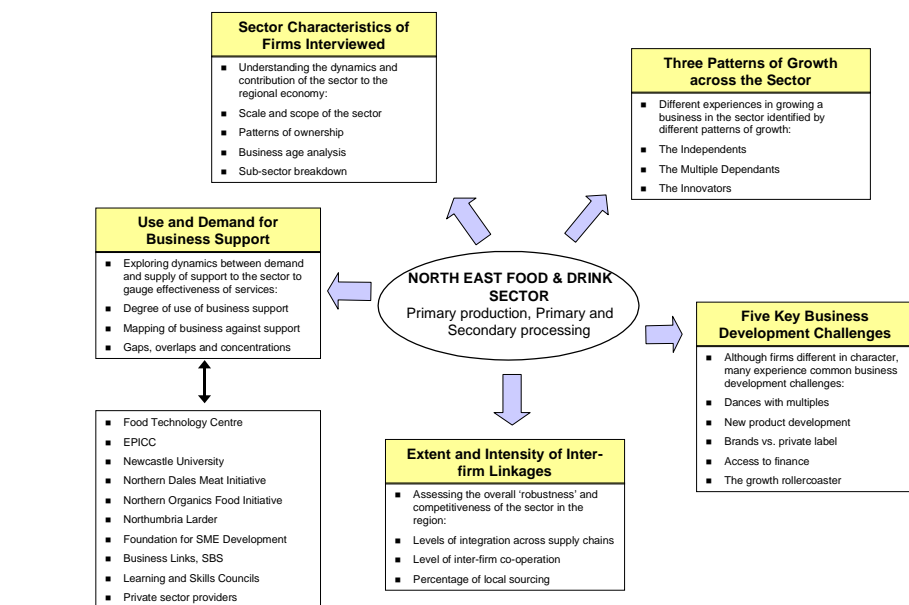 Sector Characteristics of
Firms Interviewed
■ Understanding the dynamics and
contribution of the sector to the
regional economy:
■ Scale and scope of the sector
■ Patterns of ownership
■ Business age analysis
■ Sub-sector breakdown
Three Patterns of Growth
across the Sector
■ Different experiences in growing a
business in the sector identified by
different patterns of growth:
■ The Independents
■ The Multiple Dependants
■ The Innovators
Use and Demand for
Business Support
■ Exploring dynamics between demand
and supply of support to the sector to
gauge effectiveness of services:
■ Degree of use of business support
■ Mapping of business against support
■ Gaps, overlaps and concentrations
NORTH EAST FOOD & DRINK
SECTOR
Primary production, Primary and
Secondary processing
Five Key Business
Development Challenges
■ Although firms different in character,
many experience common business
development challenges:
■ Dances with multiples
■ New product development
■ Brands vs. private label
■ Access to finance
■ The growth rollercoaster
■ Food Technology Centre
■ EPICC
■ Newcastle University
■ Northern Dales Meat Initiative
■ Northern Organics Food Initiative
■ Northumbria Larder
■ Foundation for SME Development
■ Business Links, SBS
■ Learning and Skills Councils
■ Private sector providers
Extent and Intensity of Inter-
firm Linkages
■ Assessing the overall ‘robustness’ and
competitiveness of the sector in the
region:
■ Levels of integration across supply chains
■ Level of inter-firm co-operation
■ Percentage of local sourcing